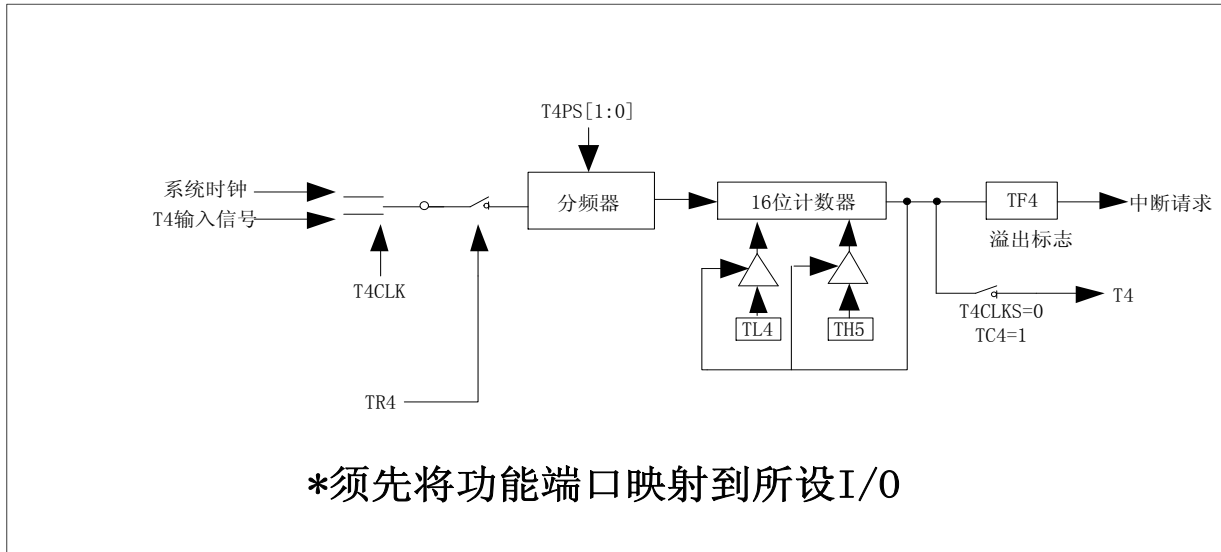 T4PS[1:0]
系统时钟
T4输入信号
分频器
16位计数器
TF4
中断请求
溢出标志
T4CLK
TL4
TH5
T4
T4CLKS=0
TC4=1
TR4
*须先将功能端口映射到所设I/O